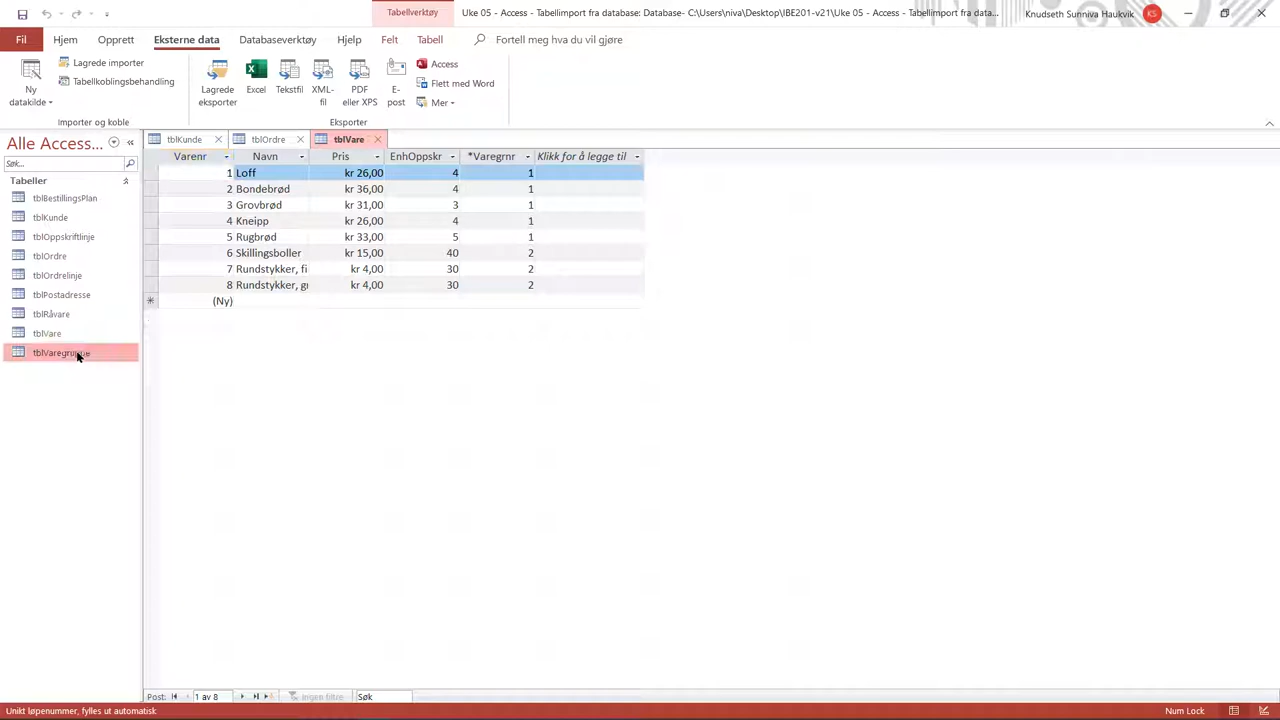 Tabellverktøy
Uke 05 - Access - Tabellimport fra database: Database- C:\Users\niva\Desktop\IBE201-v21\Uke 05 - Access - Tabellimport fra data...
Knudseth Sunniva Haukvik
KS
Fil
Hjem
Opprett
Eksterne data
Databaseverktøy
Hjelp
Felt
Tabell
Fortell meg hva du vil gjøre
Ny datakilde
Lagrede importer
Tabellkoblingsbehandling
Importer og koble
Lagrede eksporter
Excel
Tekstfil
XML-fil
PDF eller XPS
E-post
Access
Flett med Word
Mer
Eksporter
Alle Access...
Søk...
Tabeller
tblBestillingsPlan
tblKunde
tblOppskriftlinje
tblOrdre
tblOrdrelinje
tblPostadresse
tblRåvare
tblVare
tblVaregruppe
tblKunde
tblOrdre
tblVare
Varenr Navn Pris EnhOppskr *Varegrnr Klikk for å legge til
1 Loff kr 26,00 4 1
2 Bondebrød kr 36,00 4 1
3 Grovbrød kr 31,00 3 1
4 Kneipp kr 26,00 4 1
5 Rugbrød kr 33,00 5 1
6 Skillingsboller kr 15,00 40 2
7 Rundstykker, fi kr 4,00 30 2
8 Rundstykker, gr kr 4,00 30 2
(Ny)
Post: 1 av 8 Ingen filtre Søk
Unikt løpenummer, fylles ut automatisk
Num Lock